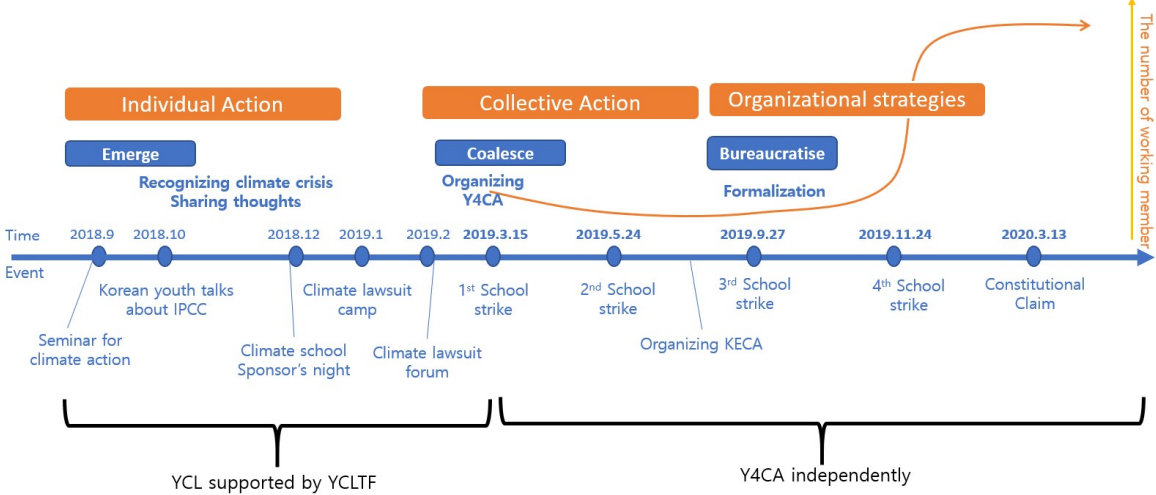 The number of working member
Individual Action
Collective Action
Organizational strategies
Emerge
Coalesce
Bureaucratise
Recognizing climate crisis
Sharing thoughts
Organizing
Y4CA
Formalization
Time
2018.9
2018.10
2018.12
2019.1
2019.2
2019.3.15
2019.5.24
2019.9.27
2019.11.24
2020.3.13
Event
Seminar for
climate action
Korean youth talks
about IPCC
Climate school
Sponsor's night
Climate lawsuit
camp
Climate lawsuit
forum
1st School
strike
2nd School
strike
Organizing KECA
3rd School
strike
4th School
strike
Constitutional
Claim
YCL supported by YCLTF
Y4CA independently